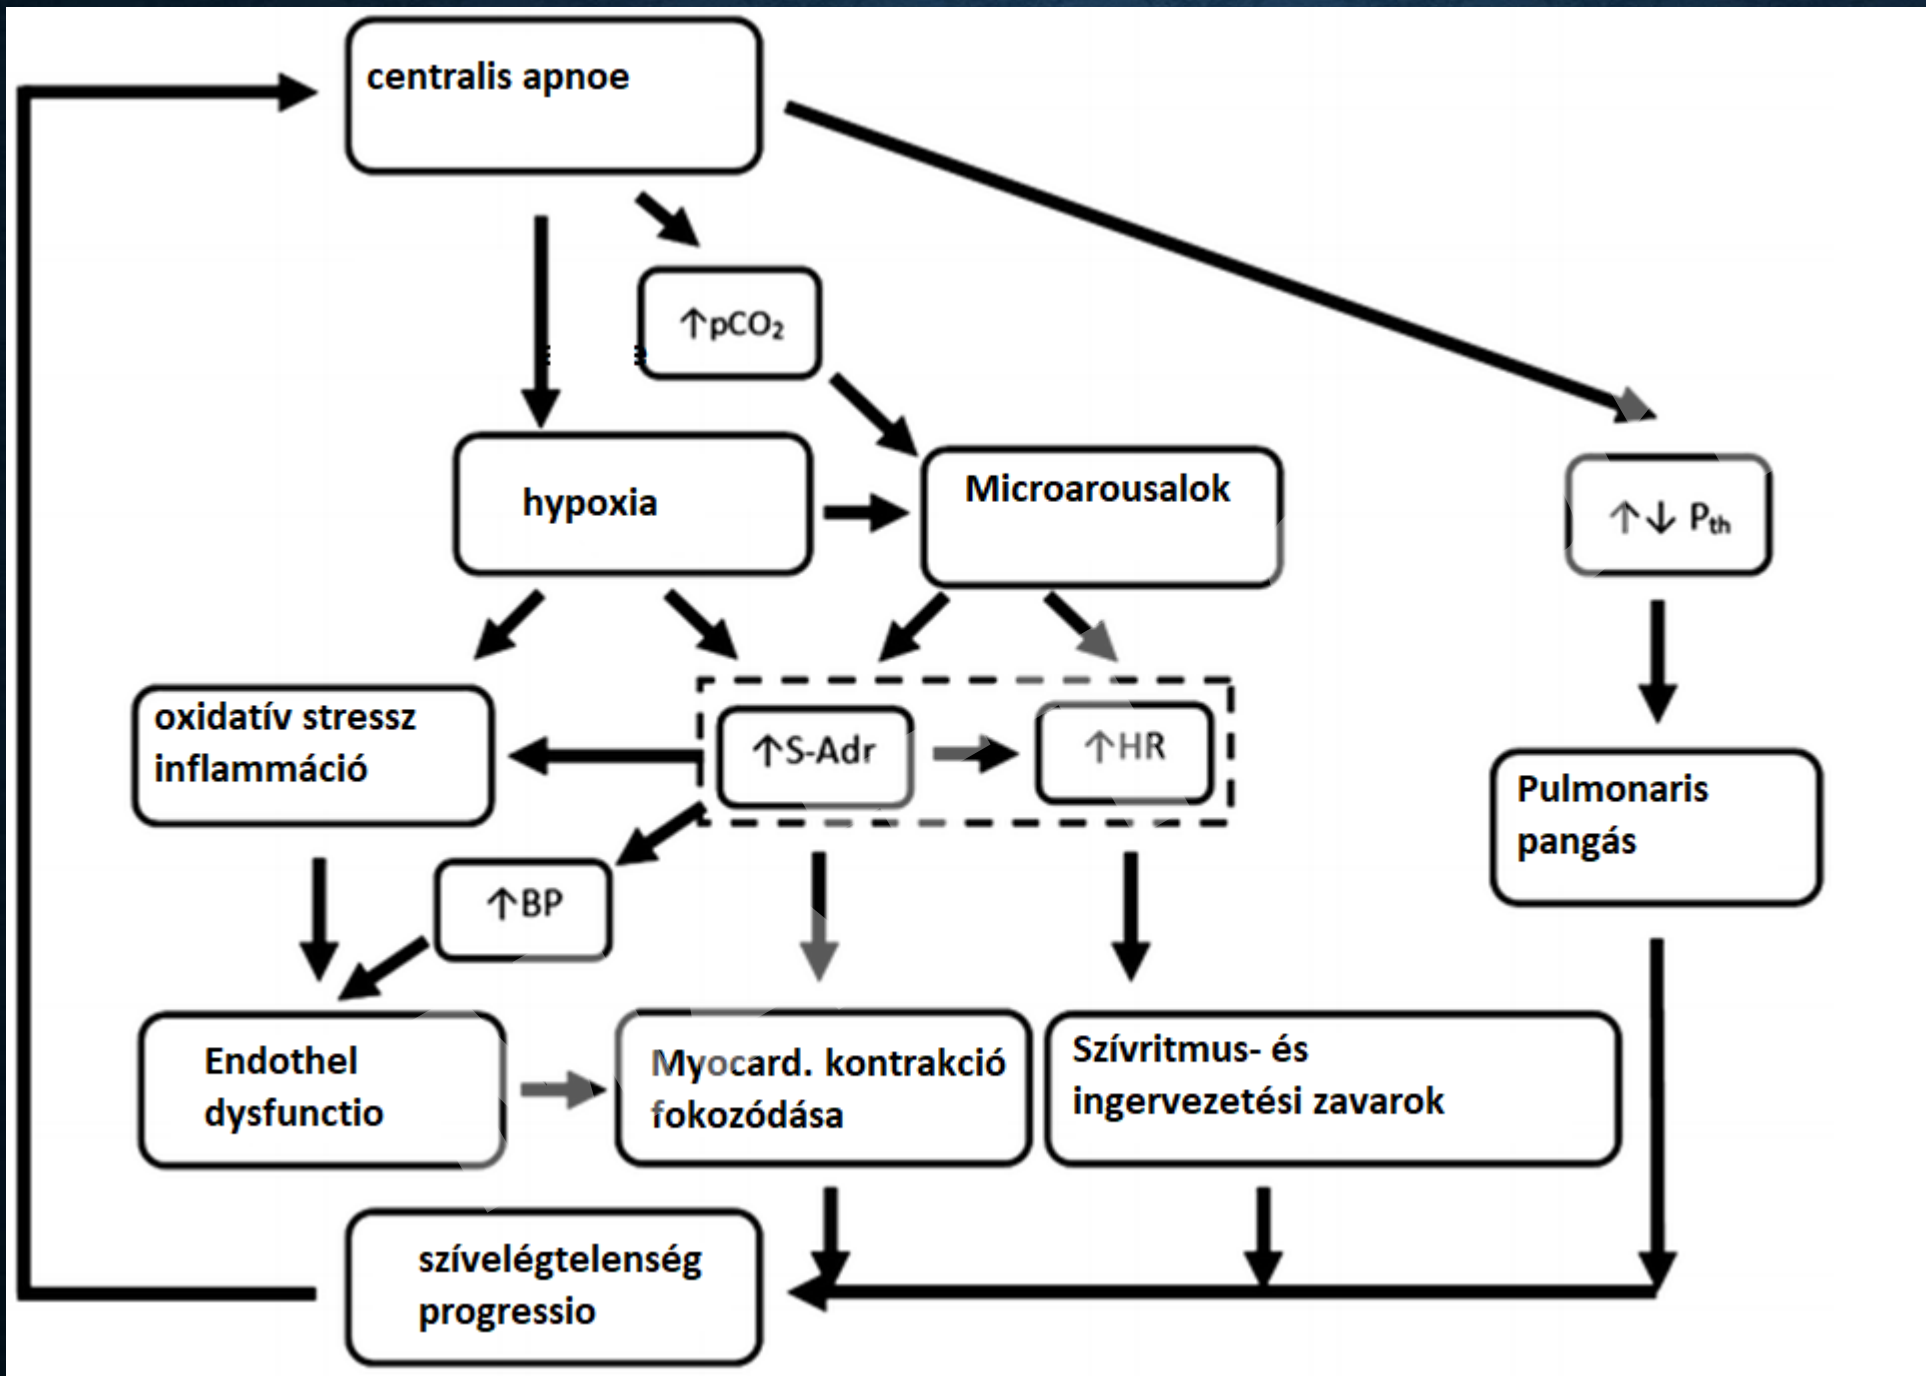 centralis apnoe
↑pCO₂
hypoxia
Microarousalok
↑↓ Pth
oxidatív stressz
inflammáció
↑S-Adr
↑HR
Pulmonaris
pangás
↑BP
Endothel
dysfunctio
Myocard. kontrakció
fokozódása
Szívritmus- és
ingervezetési zavarok
szívelégtelenség
progressio